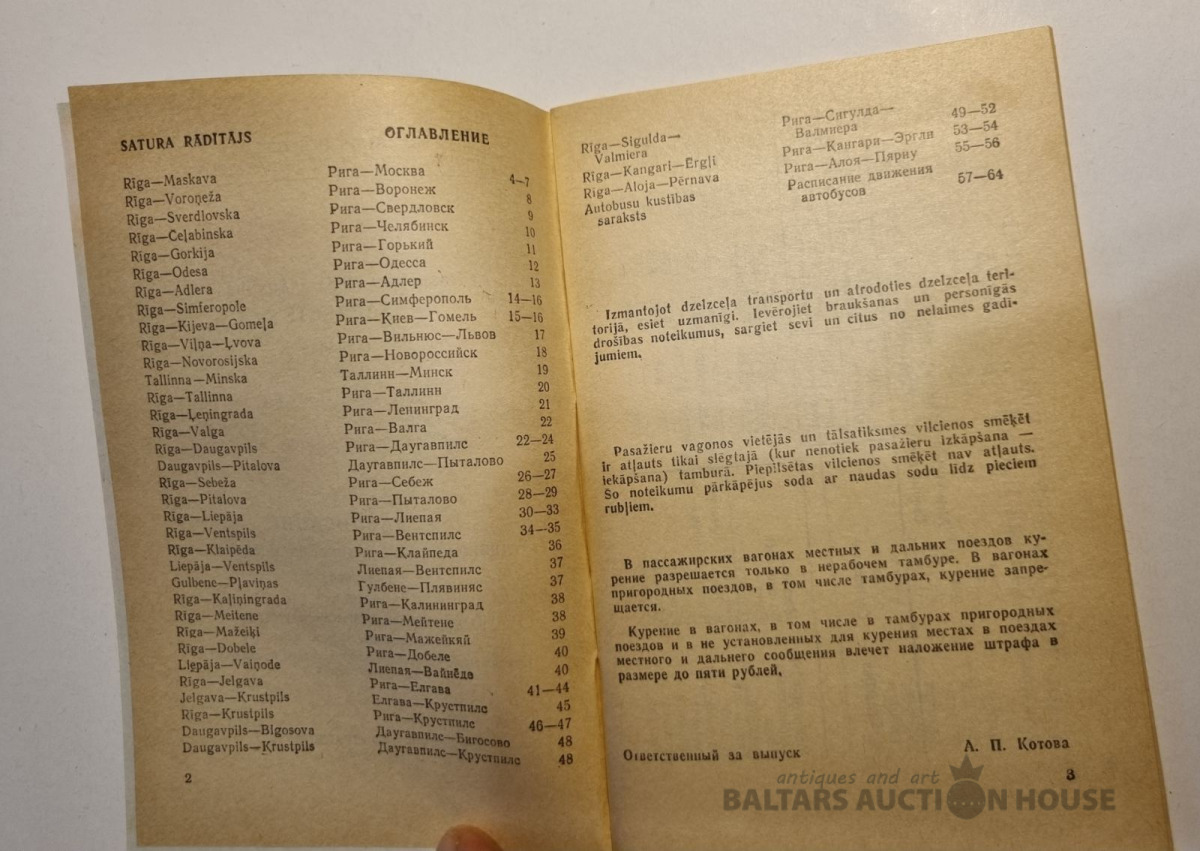 SATURA RĀDĪTĀJS ОГЛАВЛЕНИЕ
Rīga—Maskava Рига—Москва 4—7
Rīga—Voroņeža Рига—Воронеж 8
Rīga—Sverdlovska Рига—Свердловск 9
Rīga—Čeļabinska Рига—Челябинск 10
Rīga—Gorkija Рига—Горький 11
Rīga—Odesa Рига—Одесса 12
Rīga—Adlera Рига—Адлер 13
Rīga—Simferopole Рига—Симферополь 14—16
Rīga—Kijeva—Gomeļa Рига—Киев—Гомель 15—16
Rīga—Viļņa—Ļvova Рига—Вильнюс—Львов 17
Rīga—Novorosijska Рига—Новороссийск 18
Tallinna—Minska Таллинн—Минск 19
Rīga—Tallinna Рига—Таллинн 20
Rīga—Ļeņingrada Рига—Ленинград 21
Rīga—Valga Рига—Валга 22
Rīga—Daugavpils Рига—Даугавпилс 22—24
Daugavpils—Pitalova Даугавпилс—Пыталово 25
Rīga—Sebeža Рига—Себеж 26—27
Rīga—Pitalova Рига—Пыталово 28—29
Rīga—Liepāja Рига—Лиепая 30—33
Rīga—Ventspils Рига—Вентспилс 34—35
Rīga—Klaipēda Рига—Клайпеда 36
Liepāja—Ventspils Лиепая—Вентспилс 37
Gulbene—Pļaviņas Гулбене—Плявиняс 37
Rīga—Kaļiņingrada Рига—Калининград 38
Rīga—Meitene Рига—Мейтене 38
Rīga—Mažeiķi Рига—Мажейкяй 39
Rīga—Dobele Рига—Добеле 40
Liepāja—Vaiņode Лиепая—Вайнёде 40
Rīga—Jelgava Рига—Елгава 41—44
Jelgava—Krustpils Елгава—Крустпилс 45
Rīga—Krustpils Рига—Крустпилс 46—47
Daugavpils—Bigosova Даугавпилс—Бигосово 48
Daugavpils—Krustpils Даугавпилс—Крустпилс 48
2
Rīga—Sigulda— Рига—Сигулда—
Valmiera Валмиера 49—52
Rīga—Kangari—Ērgļi Рига—Кангари—Эргли 53—54
Rīga—Aloja—Pērnava Рига—Алоя—Пярну 55—56
Autobusu kustības Расписание движения
saraksts автобусов 57—64
Izmantojot dzelzceļa transportu un atrodoties dzelzceļa teri-
torijā, esiet uzmanīgi. Ievērojiet braukšanas un personīgās
drošības noteikumus, sargiet sevi un citus no nelaimes gadī-
jumiem.
Pasažieru vagonos vietējās un tālsatiksmes vilcienos smēķēt
ir atļauts tikai slēgtajā (kur nenotiek pasažieru izkāpšana —
iekāpšana) tamburā. Piepilsētas vilcienos smēķēt nav atļauts.
Šo noteikumu pārkāpējus soda ar naudas sodu līdz pieciem
rubļiem.
В пассажирских вагонах местных и дальних поездов ку-
рение разрешается только в нерабочем тамбуре. В вагонах
пригородных поездов, в том числе тамбурах, курение запре-
щается.
Курение в вагонах, в том числе в тамбурах пригородных
поездов и в не установленных для курения местах в поездах
местного и дальнего сообщения влечет наложение штрафа в
размере до пяти рублей.
Ответственный за выпуск А. П. Котова
3
antiques and art
BALTARS AUCTION HOUSE